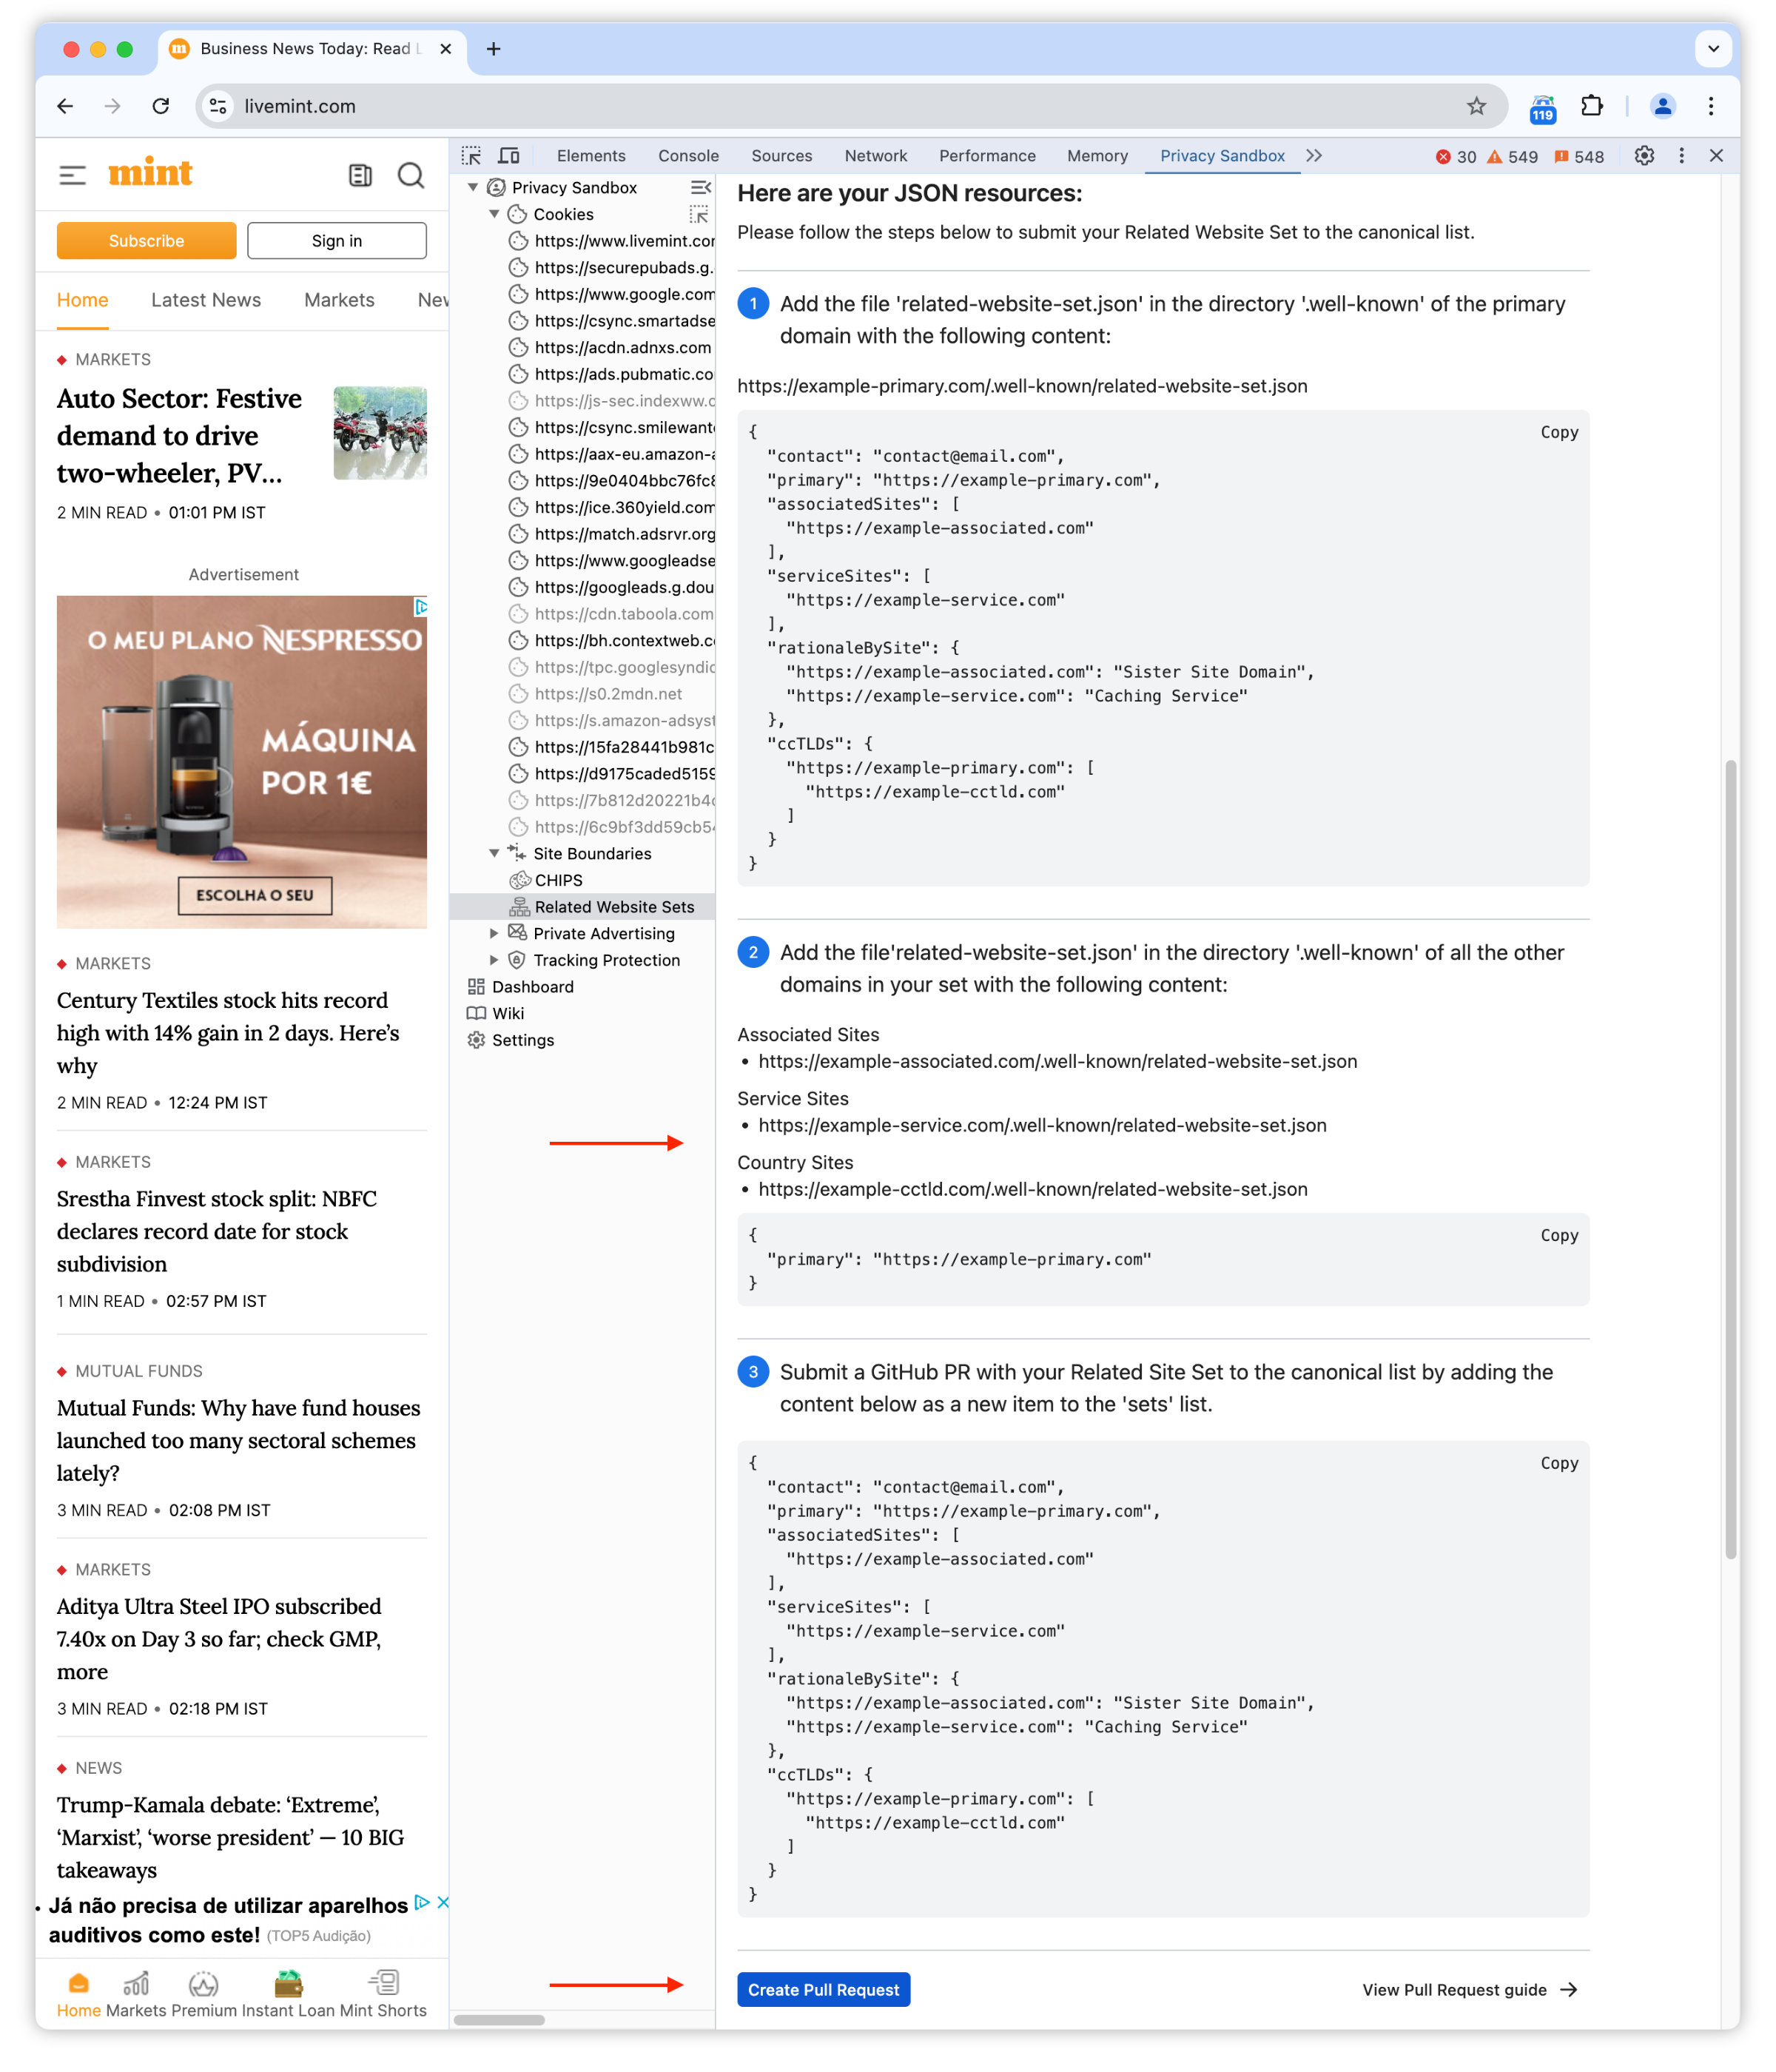 Business News Today: Read L
livemint.com
119
mint
Subscribe
Sign in
Home
Latest News
Markets
New
MARKETS
Auto Sector: Festive
demand to drive
two-wheeler, PV...
2 MIN READ • 01:01 PM IST
Advertisement
O MEU PLANO NESPRESSO
MÁQUINA
POR 1€
ESCOLHA O SEU
MARKETS
Century Textiles stock hits record
high with 14% gain in 2 days. Here’s
why
2 MIN READ • 12:24 PM IST
MARKETS
Srestha Finvest stock split: NBFC
declares record date for stock
subdivision
1 MIN READ • 02:57 PM IST
MUTUAL FUNDS
Mutual Funds: Why have fund houses
launched too many sectoral schemes
lately?
3 MIN READ • 02:08 PM IST
MARKETS
Aditya Ultra Steel IPO subscribed
7.40x on Day 3 so far; check GMP,
more
3 MIN READ • 02:18 PM IST
NEWS
Trump-Kamala debate: ‘Extreme’,
‘Marxist’, ‘worse president’ — 10 BIG
takeaways
• Já não precisa de utilizar aparelhos
auditivos como este! (TOP5 Audição)
Home Markets Premium Instant Loan Mint Shorts
Elements Console Sources Network Performance Memory Privacy Sandbox 30 549 548
Privacy Sandbox
Cookies
https://www.livemint.cor
https://securepubads.g.
https://www.google.com
https://csync.smartadse
https://acdn.adnxs.com
https://ads.pubmatic.co
https://js-sec.indexww.c
https://csync.smilewante
https://aax-eu.amazon-a
https://9e0404bbc76fc8
https://ice.360yield.com
https://match.adsrvr.org
https://www.googleadse
https://googleads.g.dou
https://cdn.taboola.com
https://bh.contextweb.c
https://tpc.googlesyndic
https://s0.2mdn.net
https://s.amazon-adsyst
https://15fa28441b981c
https://d9175caded5159
https://7b812d20221b4c
https://6c9bf3dd59cb54
Site Boundaries
CHIPS
Related Website Sets
Private Advertising
Tracking Protection
Dashboard
Wiki
Settings
Here are your JSON resources:
Please follow the steps below to submit your Related Website Set to the canonical list.
1 Add the file 'related-website-set.json' in the directory '.well-known' of the primary
domain with the following content:
https://example-primary.com/.well-known/related-website-set.json
Copy
{
"contact": "contact@email.com",
"primary": "https://example-primary.com",
"associatedSites": [
"https://example-associated.com"
],
"serviceSites": [
"https://example-service.com"
],
"rationaleBySite": {
"https://example-associated.com": "Sister Site Domain",
"https://example-service.com": "Caching Service"
},
"ccTLDs": {
"https://example-primary.com": [
"https://example-cctld.com"
]
}
}
2 Add the file'related-website-set.json' in the directory '.well-known' of all the other
domains in your set with the following content:
Associated Sites
• https://example-associated.com/.well-known/related-website-set.json
Service Sites
• https://example-service.com/.well-known/related-website-set.json
Country Sites
• https://example-cctld.com/.well-known/related-website-set.json
Copy
{
"primary": "https://example-primary.com"
}
3 Submit a GitHub PR with your Related Site Set to the canonical list by adding the
content below as a new item to the 'sets' list.
Copy
{
"contact": "contact@email.com",
"primary": "https://example-primary.com",
"associatedSites": [
"https://example-associated.com"
],
"serviceSites": [
"https://example-service.com"
],
"rationaleBySite": {
"https://example-associated.com": "Sister Site Domain",
"https://example-service.com": "Caching Service"
},
"ccTLDs": {
"https://example-primary.com": [
"https://example-cctld.com"
]
}
}
Create Pull Request
View Pull Request guide →